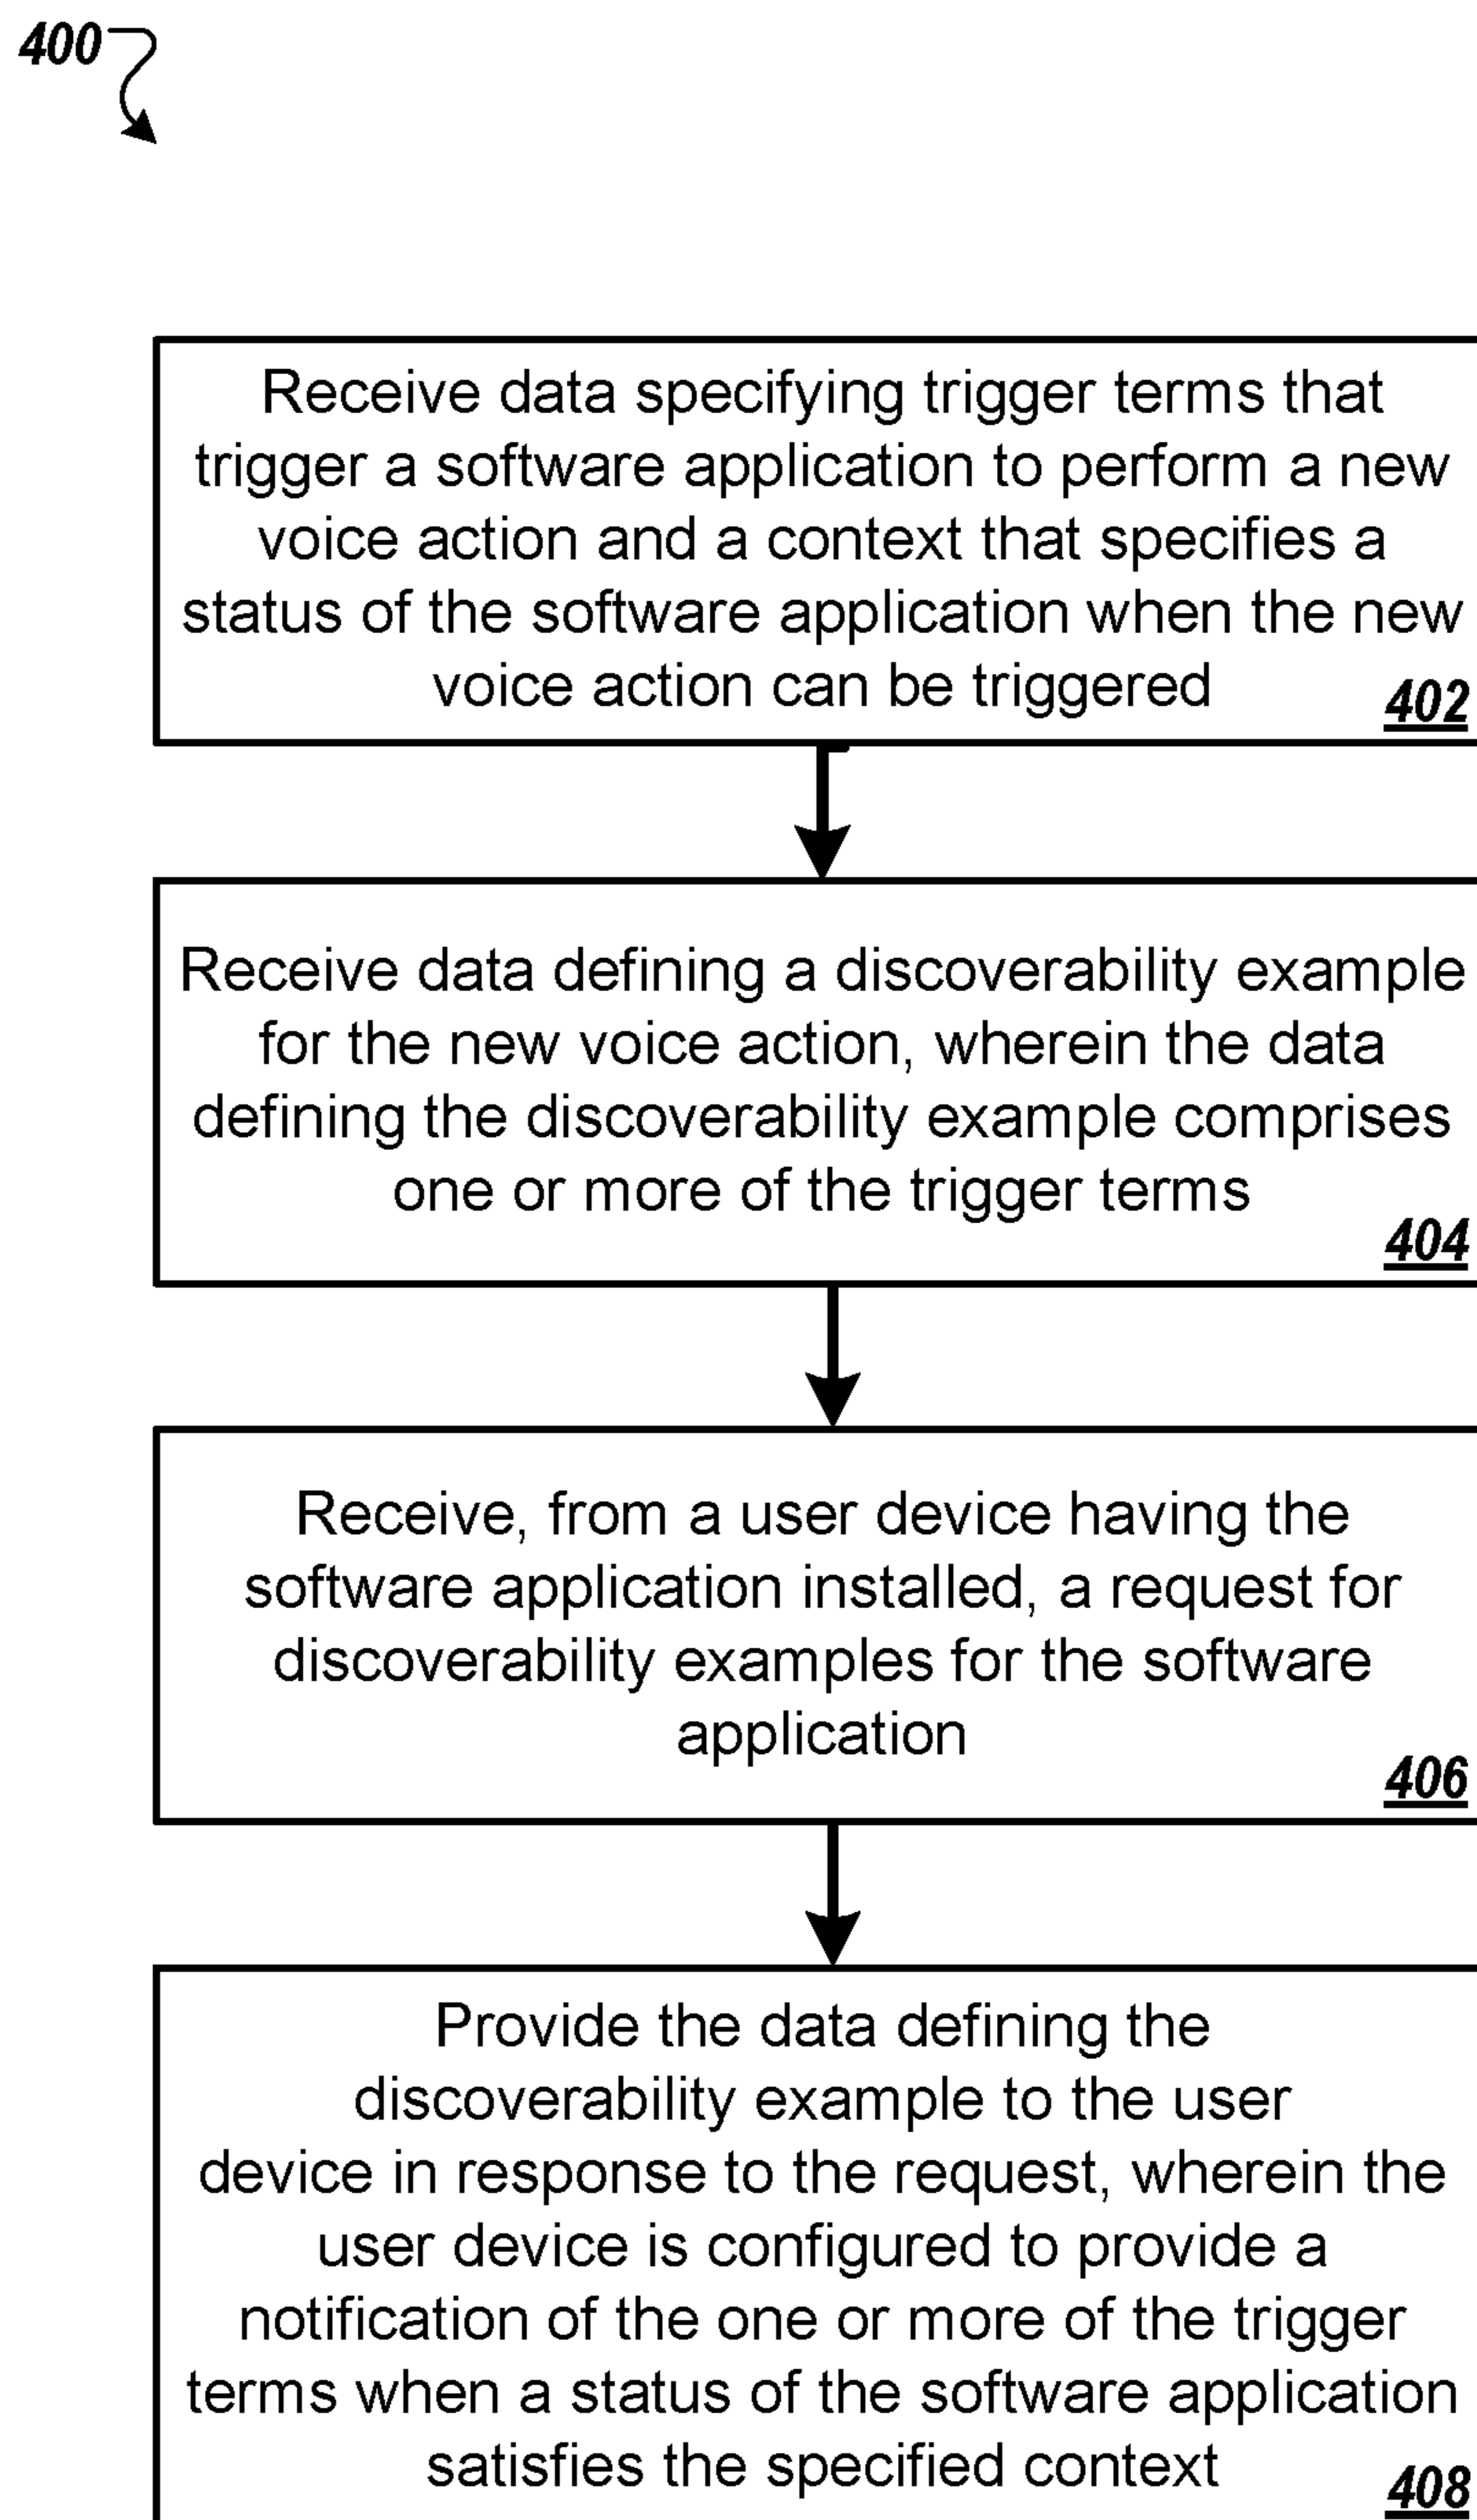 400
Receive data specifying trigger terms that
trigger a software application to perform a new
voice action and a context that specifies a
status of the software application when the new
voice action can be triggered
402
Receive data defining a discoverability example
for the new voice action, wherein the data
defining the discoverability example comprises
one or more of the trigger terms
404
Receive, from a user device having the
software application installed, a request for
discoverability examples for the software
application
406
Provide the data defining the
discoverability example to the user
device in response to the request, wherein the
user device is configured to provide a
notification of the one or more of the trigger
terms when a status of the software application
satisfies the specified context
408